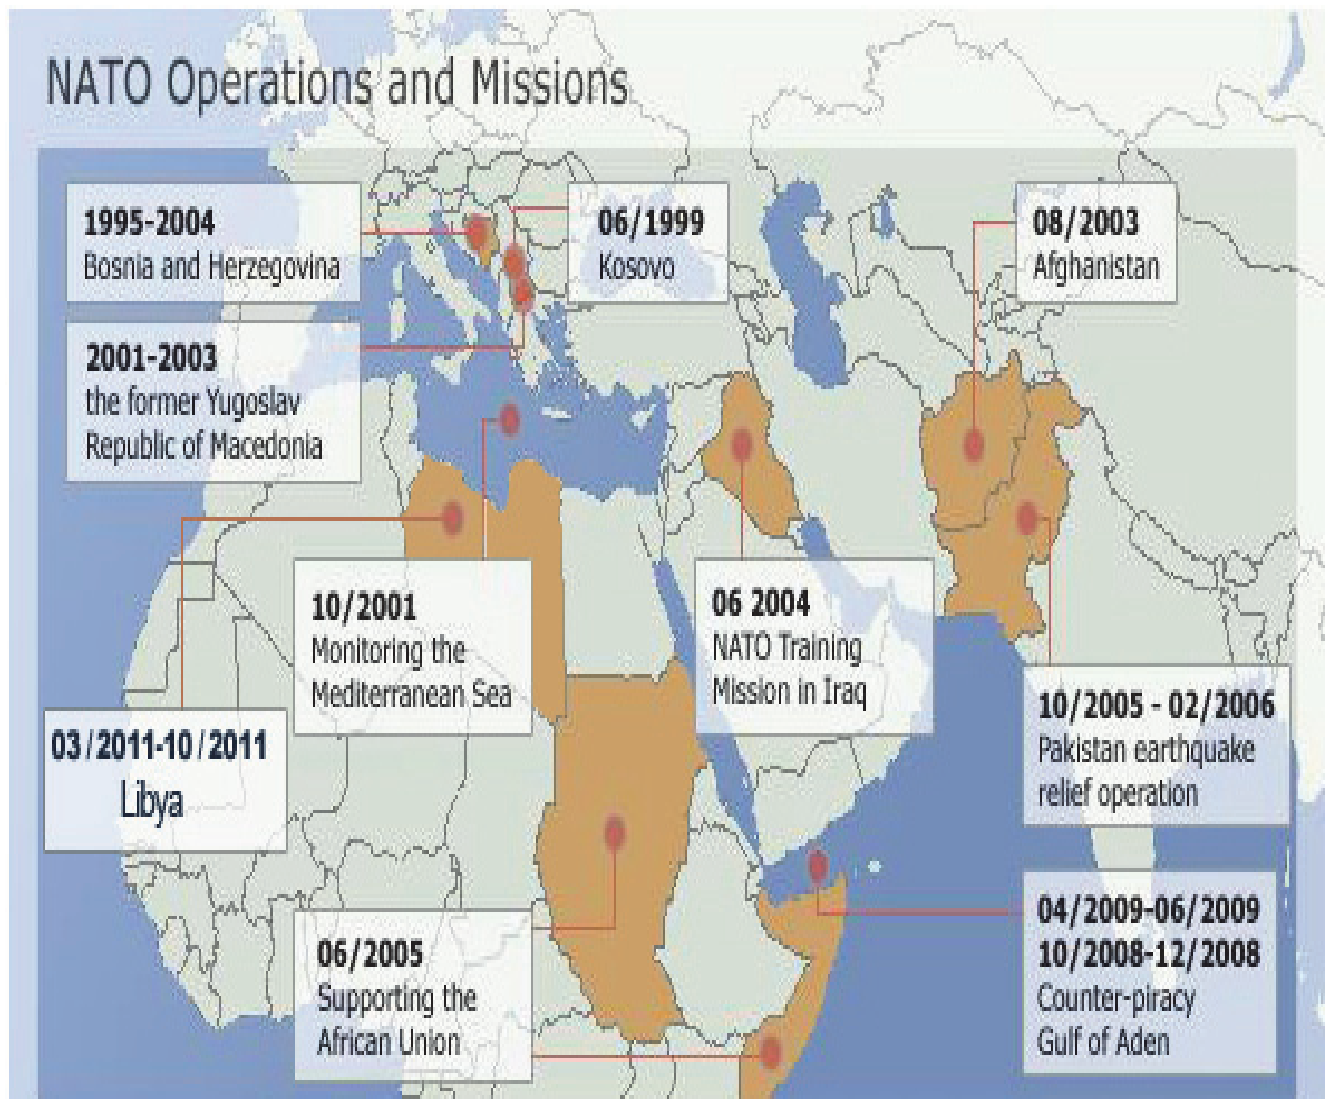 NATO Operations and Missions
1995-2004
Bosnia and Herzegovina
06/1999
Kosovo
08/2003
Afghanistan
2001-2003
the former Yugoslav
Republic of Macedonia
10/2001
Monitoring the
Mediterranean Sea
06 2004
NATO Training
Mission in Iraq
03/2011-10/2011
Libya
10/2005 - 02/2006
Pakistan earthquake
relief operation
06/2005
Supporting the
African Union
04/2009-06/2009
10/2008-12/2008
Counter-piracy
Gulf of Aden